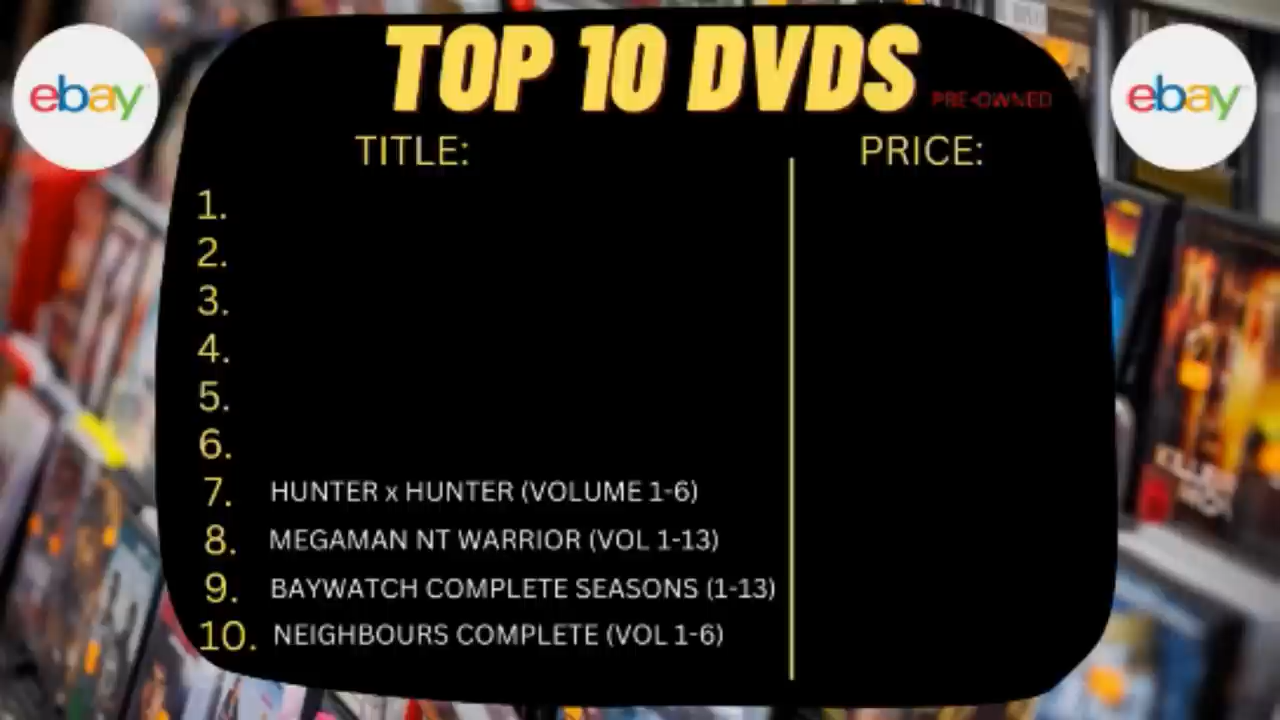 TOP 10 DVDS
PRE-OWNED
ebay
ebay
TITLE:
PRICE:
1.
2.
3.
4.
5.
6.
7. HUNTER x HUNTER (VOLUME 1-6)
8. MEGAMAN NT WARRIOR (VOL 1-13)
9. BAYWATCH COMPLETE SEASONS (1-13)
10. NEIGHBOURS COMPLETE (VOL 1-6)